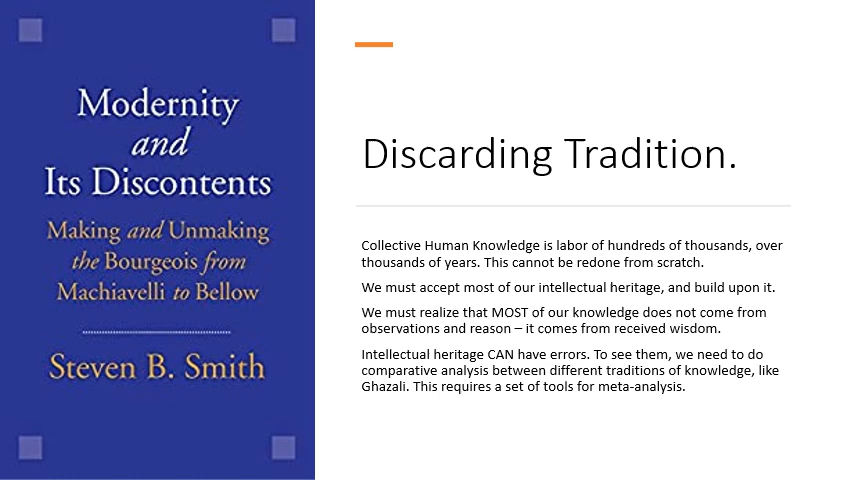 Modernity
and
Its Discontents
Making and Unmaking
the Bourgeois from
Machiavelli to Bellow
Steven B. Smith
Discarding Tradition.
Collective Human Knowledge is labor of hundreds of thousands, over
thousands of years. This cannot be redone from scratch.
We must accept most of our intellectual heritage, and build upon it.
We must realize that MOST of our knowledge does not come from
observations and reason – it comes from received wisdom.
Intellectual heritage CAN have errors. To see them, we need to do
comparative analysis between different traditions of knowledge, like
Ghazali. This requires a set of tools for meta-analysis.